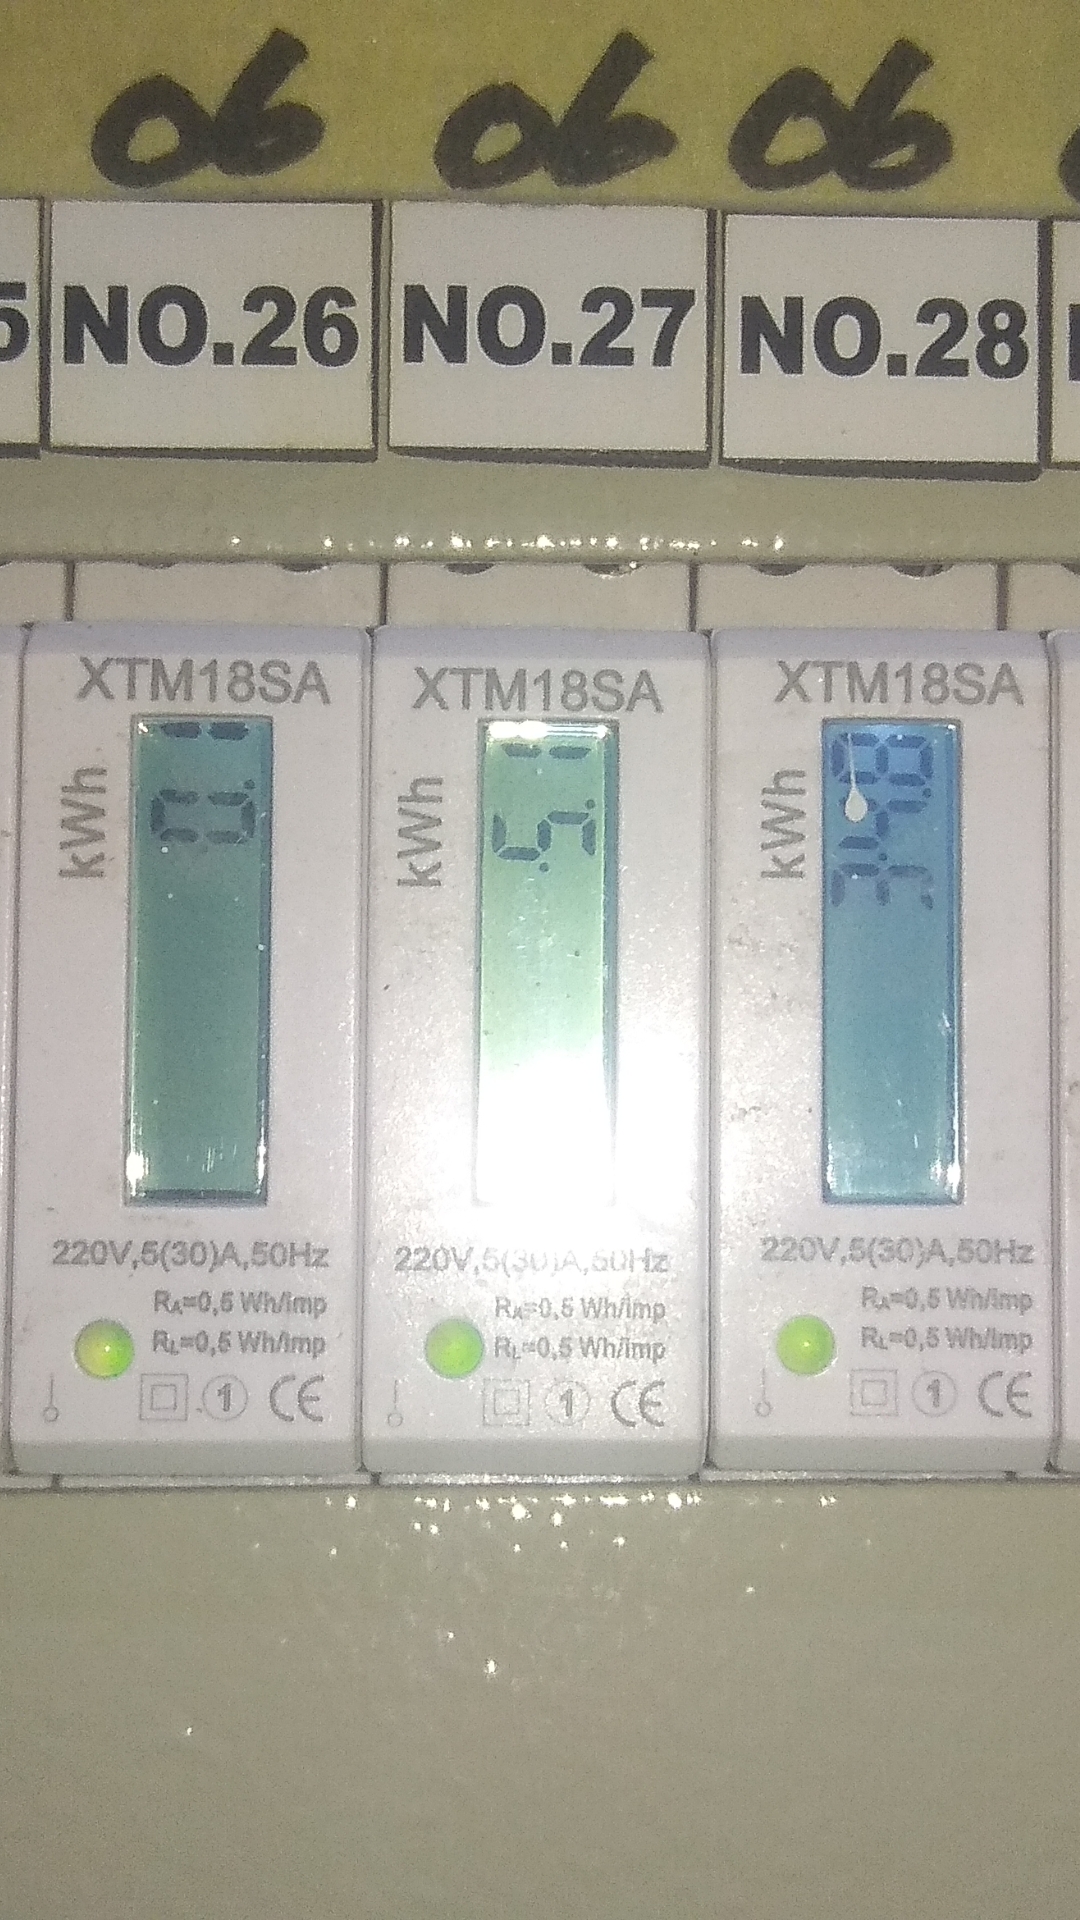 06 06 06
NO.26 NO.27 NO.28
XTM18SA XTM18SA XTM18SA
kWh kWh kWh
220V,5(30)A,50Hz 220V,5(30)A,50Hz 220V,5(30)A,50Hz
RA=0,5 Wh/imp RA=0,5 Wh/imp RA=0,5 Wh/imp
RL=0,5 Wh/imp RL=0,5 Wh/imp RL=0,5 Wh/imp
1 CE 1 CE 1 CE